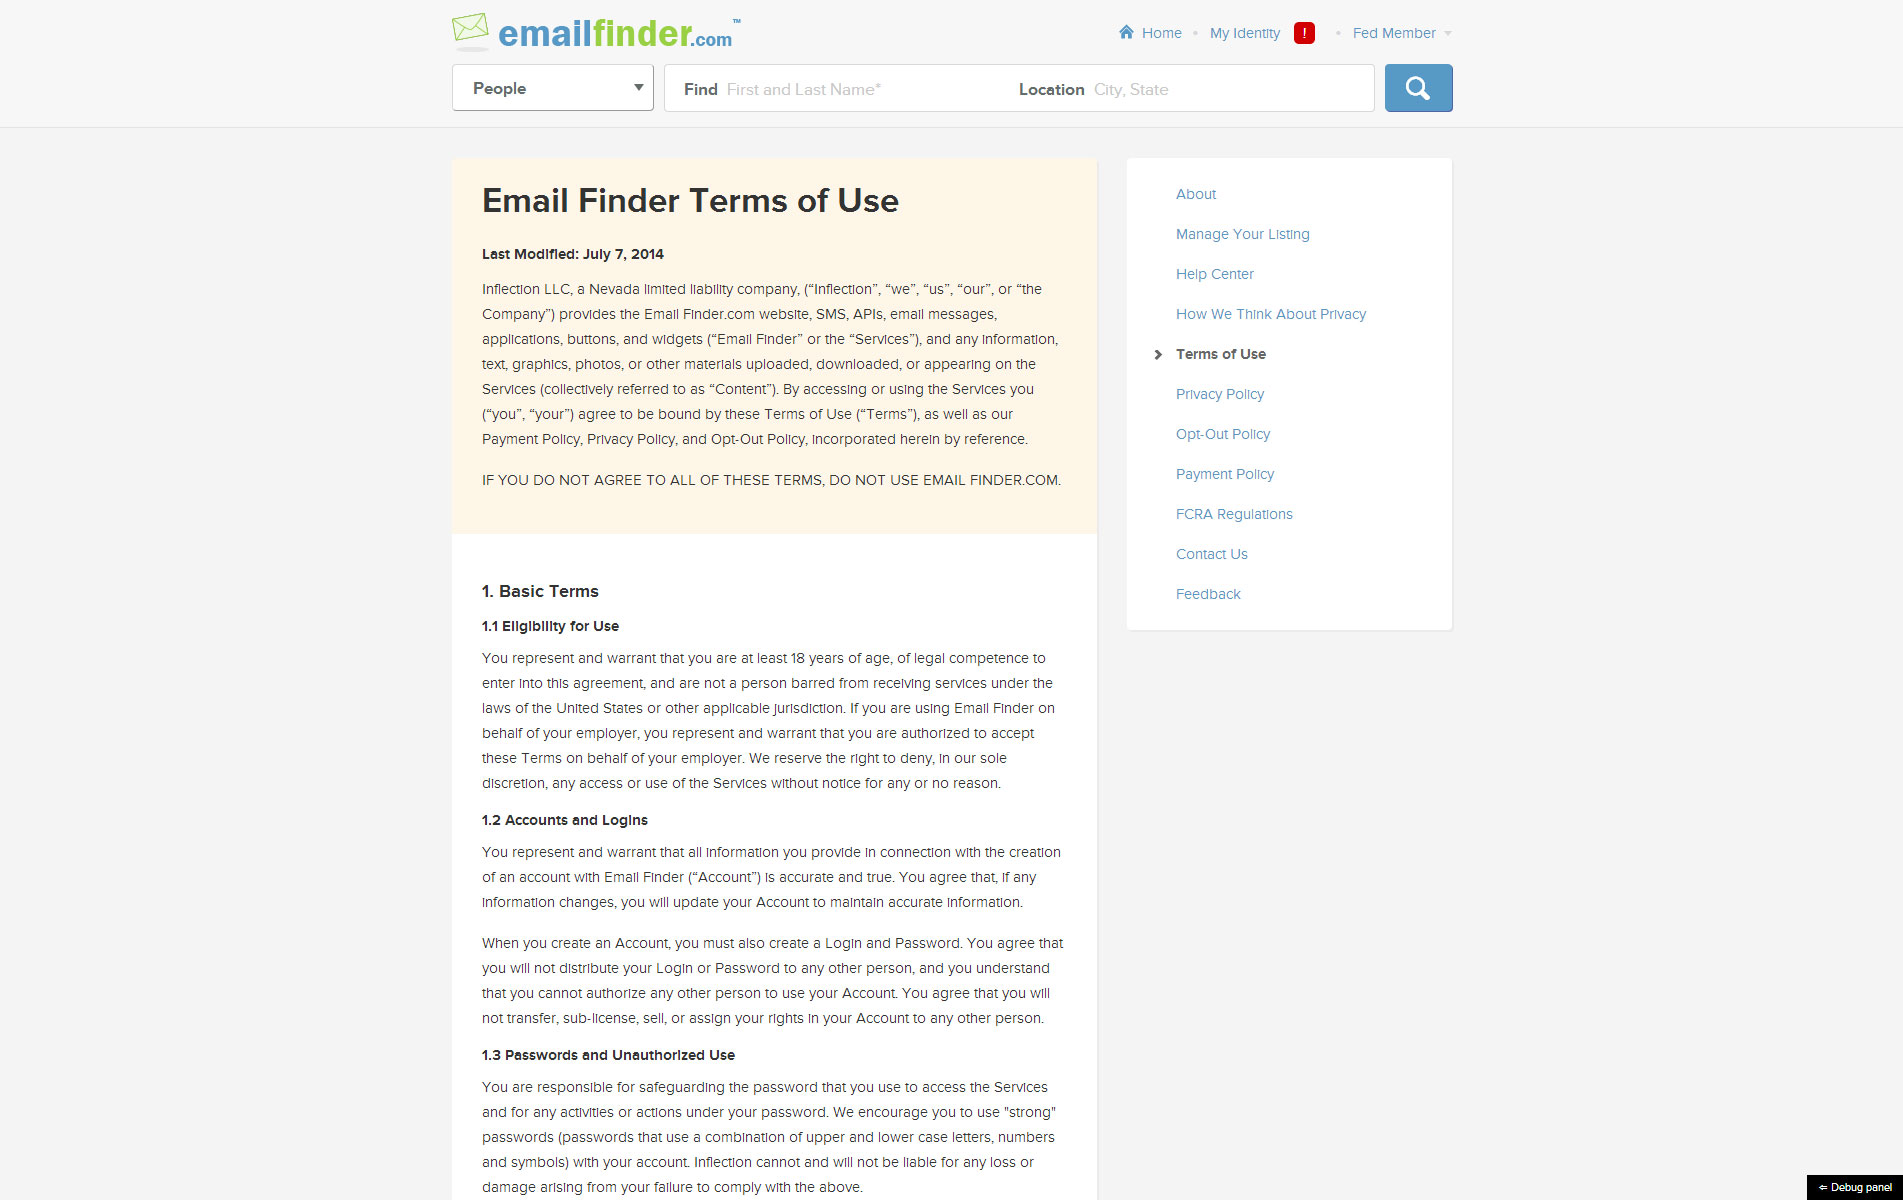 emailfinder.com™
Home • My Identity ! • Fed Member
People
Find First and Last Name* Location City, State
Email Finder Terms of Use
Last Modified: July 7, 2014
Inflection LLC, a Nevada limited liability company, (“Inflection”, “we”, “us”, “our”, or “the
Company”) provides the Email Finder.com website, SMS, APIs, email messages,
applications, buttons, and widgets (“Email Finder” or the “Services”), and any information,
text, graphics, photos, or other materials uploaded, downloaded, or appearing on the
Services (collectively referred to as “Content”). By accessing or using the Services you
(“you”, “your”) agree to be bound by these Terms of Use (“Terms”), as well as our
Payment Policy, Privacy Policy, and Opt-Out Policy, incorporated herein by reference.
IF YOU DO NOT AGREE TO ALL OF THESE TERMS, DO NOT USE EMAIL FINDER.COM.
1. Basic Terms
1.1 Eligibility for Use
You represent and warrant that you are at least 18 years of age, of legal competence to
enter into this agreement, and are not a person barred from receiving services under the
laws of the United States or other applicable jurisdiction. If you are using Email Finder on
behalf of your employer, you represent and warrant that you are authorized to accept
these Terms on behalf of your employer. We reserve the right to deny, in our sole
discretion, any access or use of the Services without notice for any or no reason.
1.2 Accounts and Logins
You represent and warrant that all information you provide in connection with the creation
of an account with Email Finder (“Account”) is accurate and true. You agree that, if any
information changes, you will update your Account to maintain accurate information.
When you create an Account, you must also create a Login and Password. You agree that
you will not distribute your Login or Password to any other person, and you understand
that you cannot authorize any other person to use your Account. You agree that you will
not transfer, sub-license, sell, or assign your rights in your Account to any other person.
1.3 Passwords and Unauthorized Use
You are responsible for safeguarding the password that you use to access the Services
and for any activities or actions under your password. We encourage you to use "strong"
passwords (passwords that use a combination of upper and lower case letters, numbers
and symbols) with your account. Inflection cannot and will not be liable for any loss or
damage arising from your failure to comply with the above.
About
Manage Your Listing
Help Center
How We Think About Privacy
Terms of Use
Privacy Policy
Opt-Out Policy
Payment Policy
FCRA Regulations
Contact Us
Feedback
⇐ Debug panel